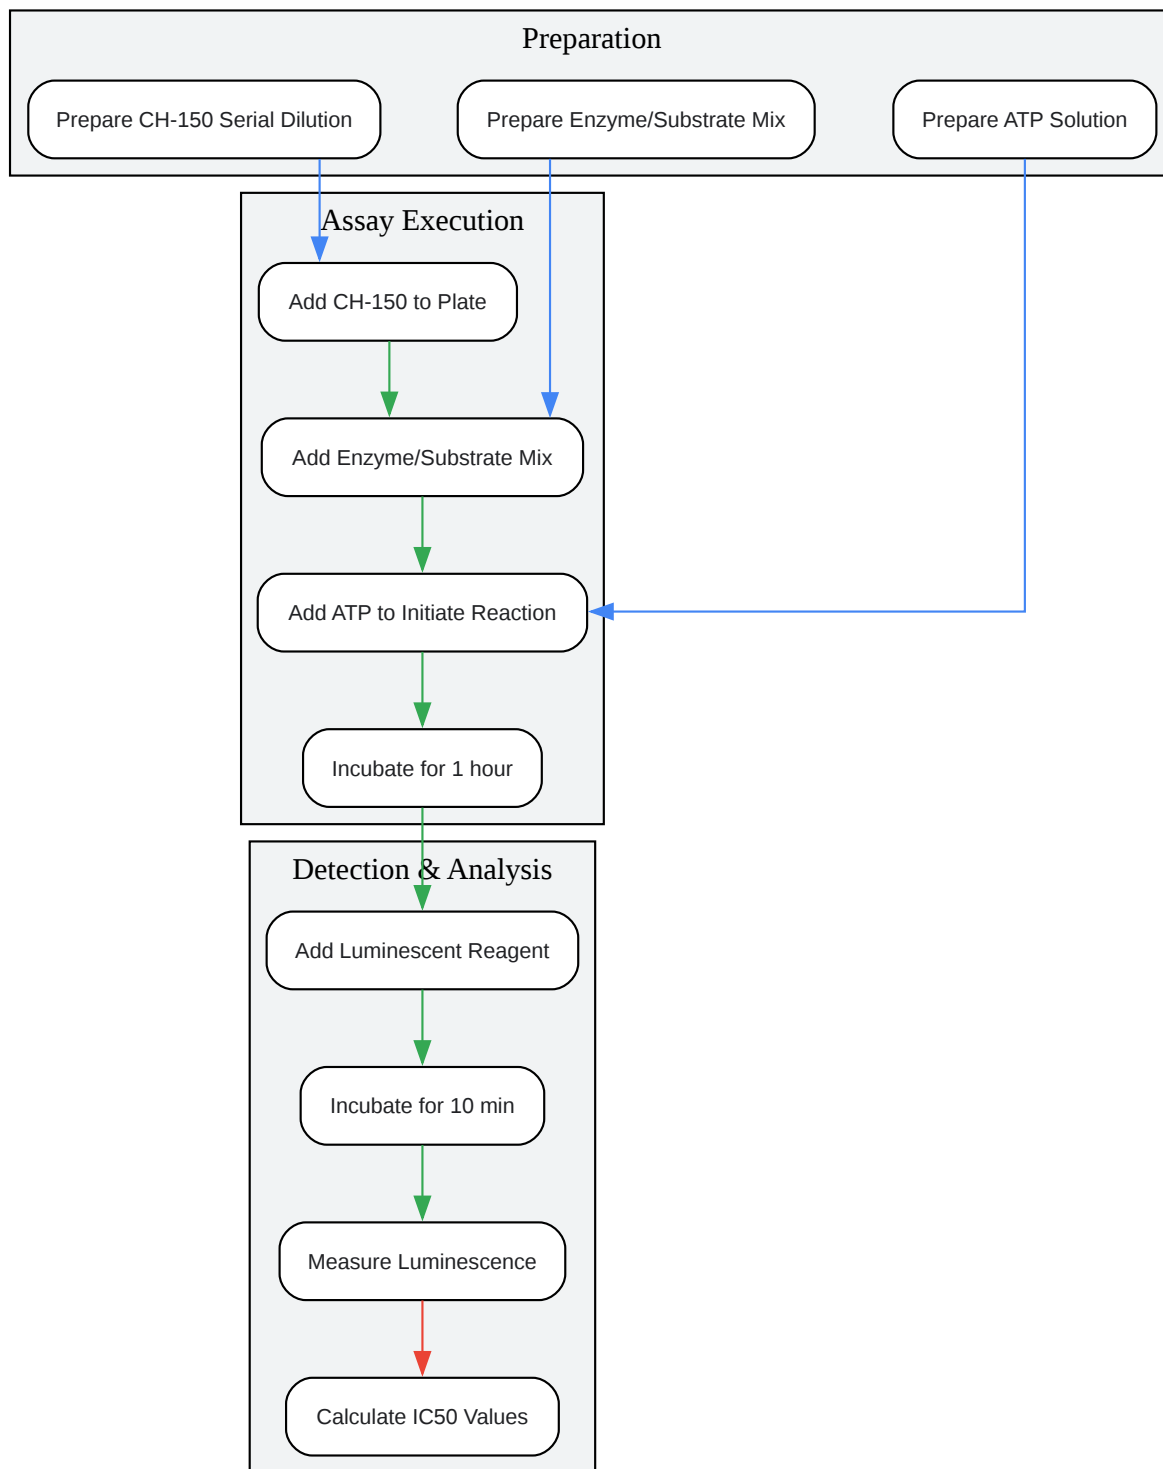 Preparation
Prepare CH-150 Serial Dilution
Prepare Enzyme/Substrate Mix
Prepare ATP Solution
Assay Execution
Add CH-150 to Plate
Add Enzyme/Substrate Mix
Add ATP to Initiate Reaction
Incubate for 1 hour
Detection & Analysis
Add Luminescent Reagent
Incubate for 10 min
Measure Luminescence
Calculate IC50 Values